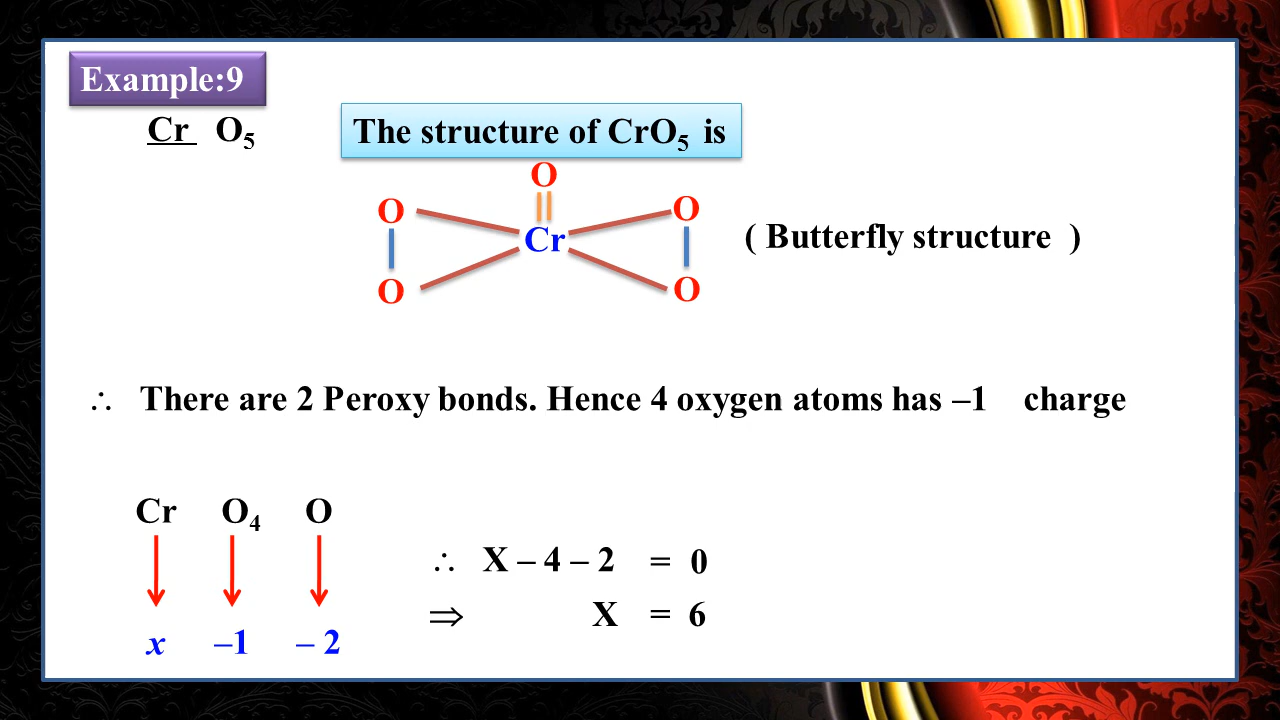 Example:9
Cr O₅
The structure of CrO₅ is
O
O O
Cr
( Butterfly structure )
O O
∴ There are 2 Peroxy bonds. Hence 4 oxygen atoms has –1 charge
Cr O₄ O
∴ X – 4 – 2 = 0
⇒ X = 6
x –1 – 2